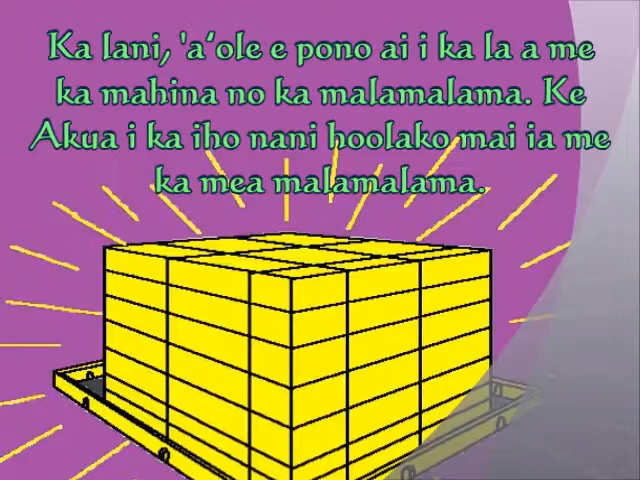 Ka lani, 'a‘ole e pono ai i ka la a me
ka mahina no ka malamalama. Ke
Akua i ka iho nani hoolako mai ia me
ka mea malamalama.